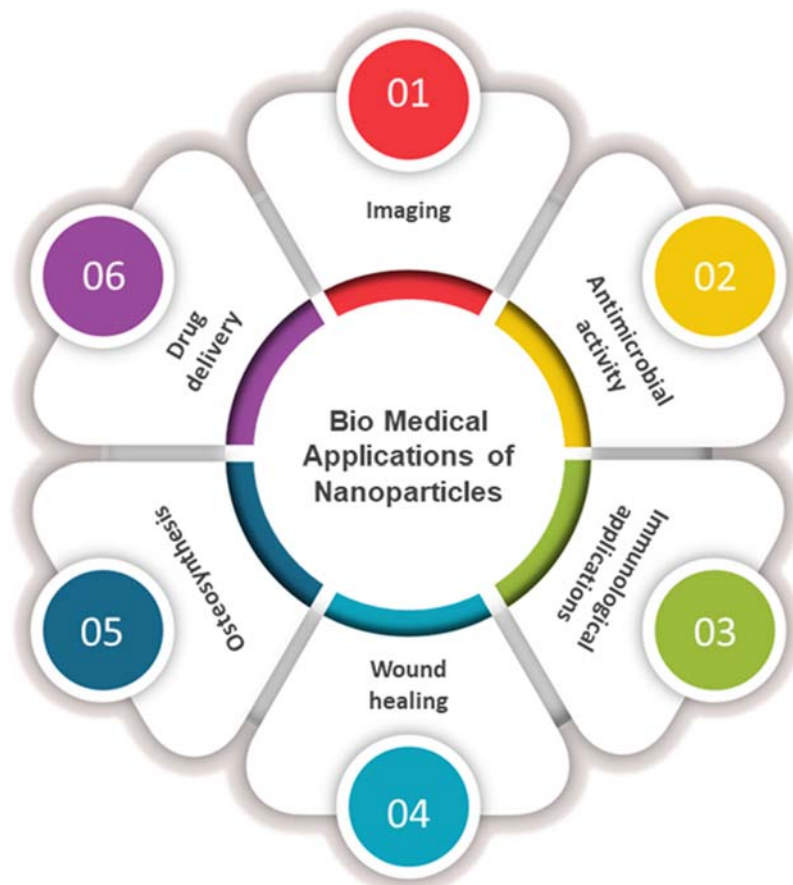 Bio Medical
Applications of
Nanoparticles
01
Imaging
02
Antimicrobial
activity
03
Immunological
applications
04
Wound
healing
05
Osteosynthesis
06
Drug
delivery